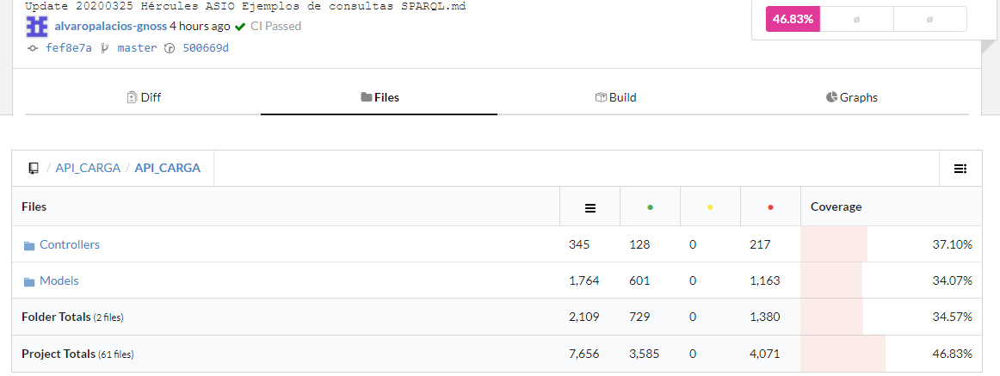 Update 20200325 Hércules ASIO Ejemplos de consultas SPARQL.md
alvaropalacios-gnoss 4 hours ago CI Passed
fef8e7a master 500669d
46.83% ø ø
Diff Files Build Graphs
/ API_CARGA / API_CARGA
Files Coverage
Controllers 345 128 0 217 37.10%
Models 1,764 601 0 1,163 34.07%
Folder Totals (2 files) 2,109 729 0 1,380 34.57%
Project Totals (61 files) 7,656 3,585 0 4,071 46.83%